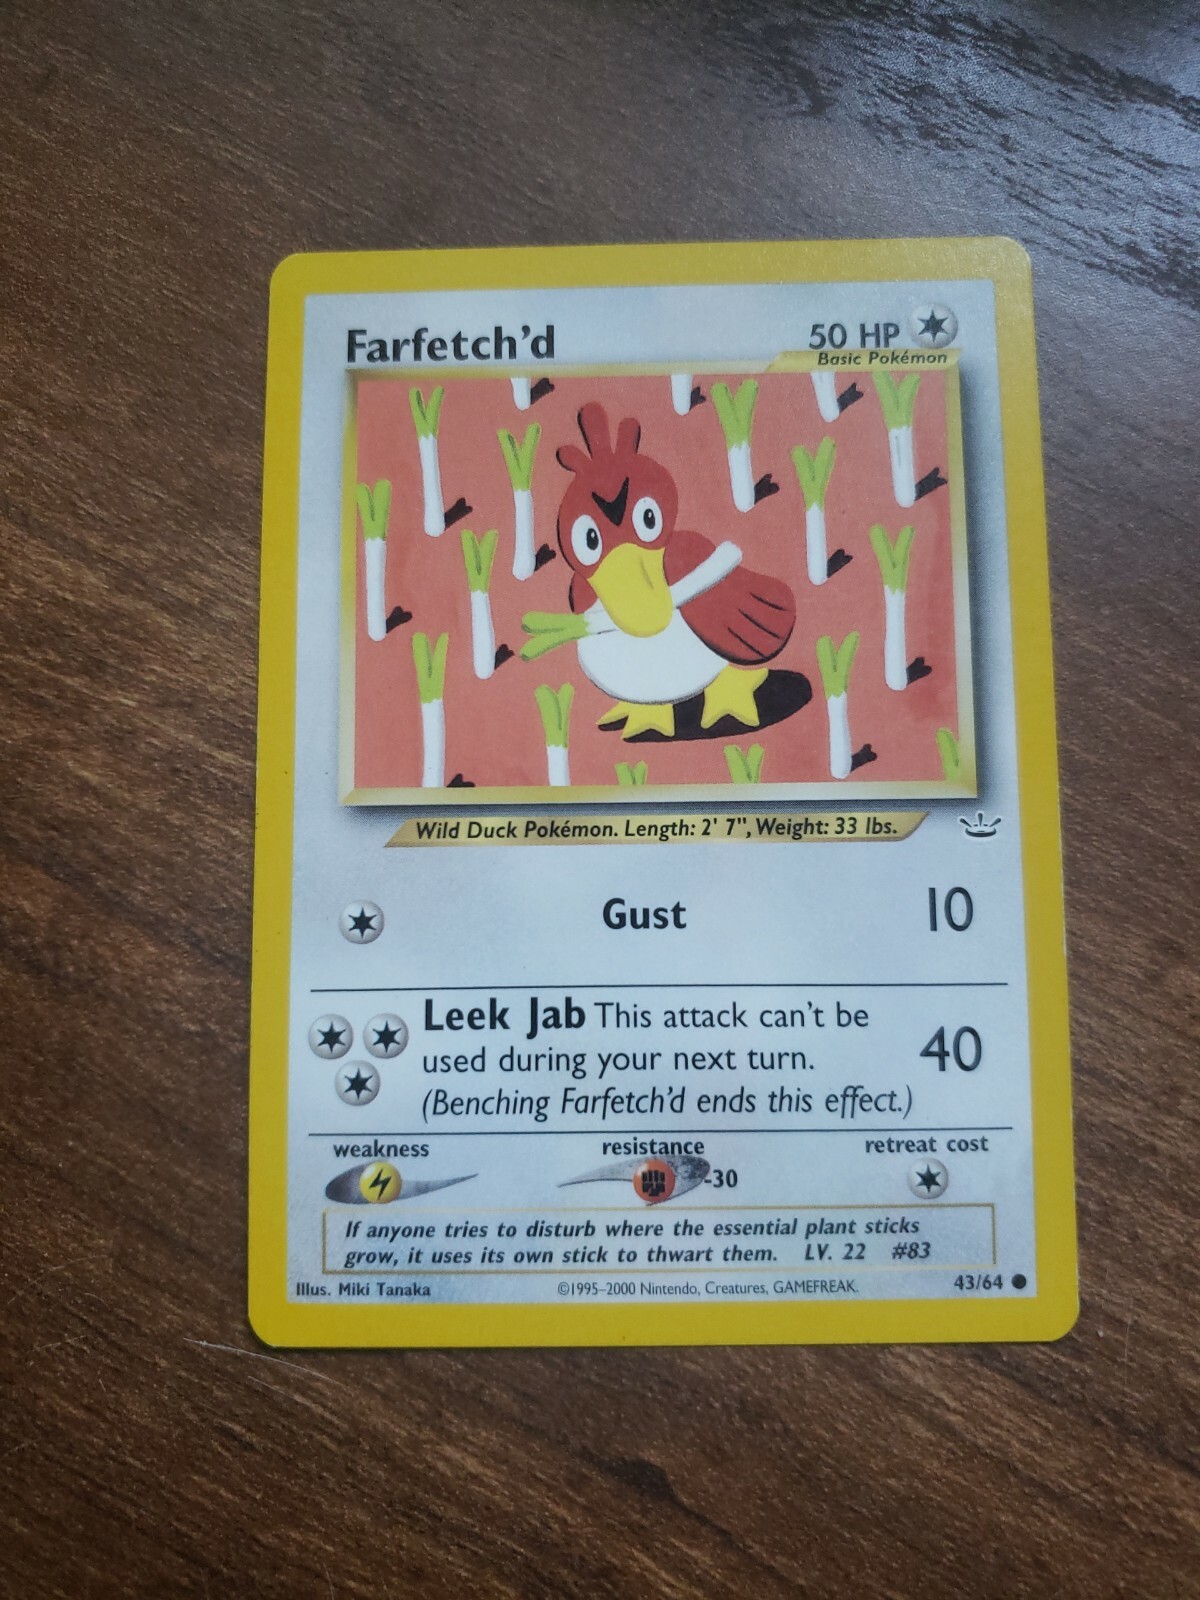 Farfetch'd
50 HP
Basic Pokémon
Wild Duck Pokémon. Length: 2' 7", Weight: 33 lbs.
Gust 10
Leek Jab This attack can't be
used during your next turn.
(Benching Farfetch'd ends this effect.)
40
weakness
resistance
retreat cost
-30
If anyone tries to disturb where the essential plant sticks
grow, it uses its own stick to thwart them. LV. 22 #83
Illus. Miki Tanaka
©1995-2000 Nintendo, Creatures, GAMEFREAK.
43/64